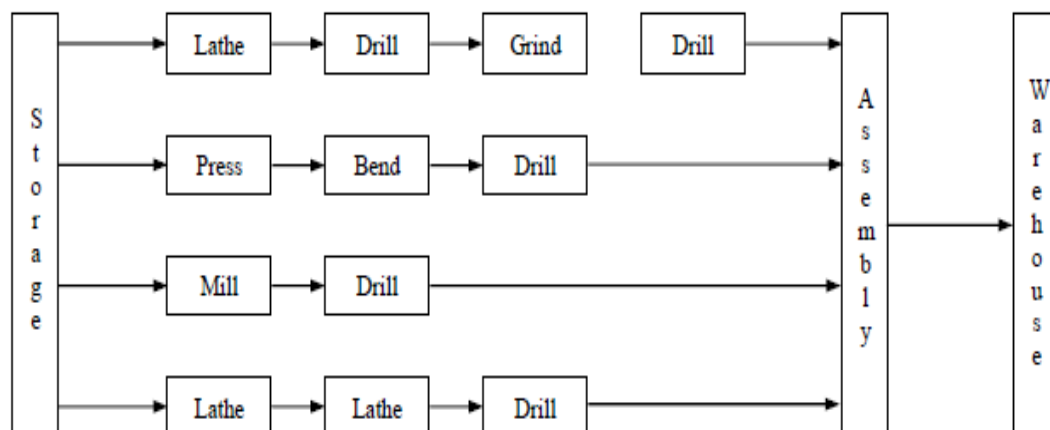 Storage
Lathe Drill Grind Drill
Press Bend Drill
Mill Drill
Lathe Lathe Drill
Assembly
Warehouse